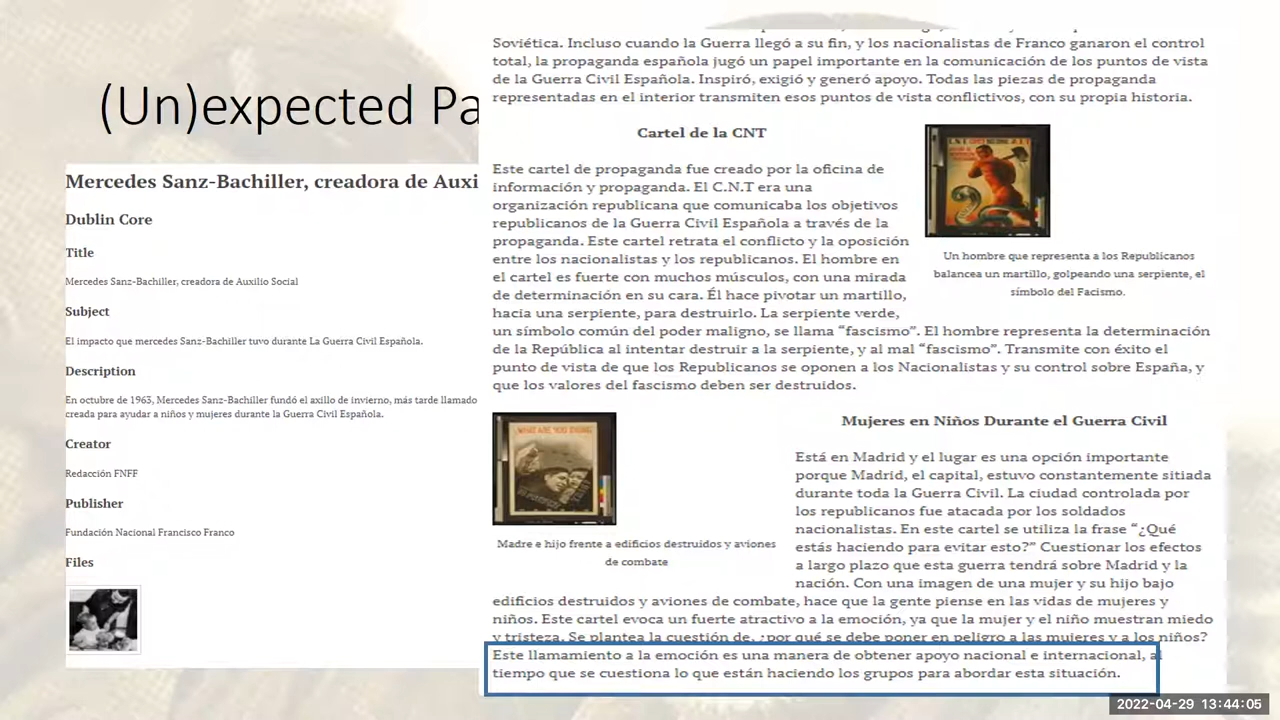 (Un)expected Pa
Mercedes Sanz-Bachiller, creadora de Auxi
Dublin Core
Title
Mercedes Sanz-Bachiller, creadora de Auxilio Social
Subject
El impacto que mercedes Sanz-Bachiller tuvo durante La Guerra Civil Española.
Description
En octubre de 1963, Mercedes Sanz-Bachiller fundó el axillo de invierno, más tarde llamado
creada para ayudar a niños y mujeres durante la Guerra Civil Española.
Creator
Redacción FNFF
Publisher
Fundación Nacional Francisco Franco
Files
Soviética. Incluso cuando la Guerra llegó a su fin, y los nacionalistas de Franco ganaron el control
total, la propaganda española jugó un papel importante en la comunicación de los puntos de vista
de la Guerra Civil Española. Inspiró, exigió y generó apoyo. Todas las piezas de propaganda
representadas en el interior transmiten esos puntos de vista conflictivos, con su propia historia.
Cartel de la CNT
Este cartel de propaganda fue creado por la oficina de
información y propaganda. El C.N.T era una
organización republicana que comunicaba los objetivos
republicanos de la Guerra Civil Española a través de la
propaganda. Este cartel retrata el conflicto y la oposición
entre los nacionalistas y los republicanos. El hombre en
el cartel es fuerte con muchos músculos, con una mirada
de determinación en su cara. Él hace pivotar un martillo,
hacia una serpiente, para destruirlo. La serpiente verde,
un símbolo común del poder maligno, se llama “fascismo”. El hombre representa la determinación
de la República al intentar destruir a la serpiente, y al mal “fascismo”. Transmite con éxito el
punto de vista de que los Republicanos se oponen a los Nacionalistas y su control sobre España, y
que los valores del fascismo deben ser destruidos.
Un hombre que representa a los Republicanos
balancea un martillo, golpeando una serpiente, el
símbolo del Facismo.
Mujeres en Niños Durante el Guerra Civil
WHAT ARE YOU DOING
Madre e hijo frente a edificios destruidos y aviones
de combate
Está en Madrid y el lugar es una opción importante
porque Madrid, el capital, estuvo constantemente sitiada
durante toda la Guerra Civil. La ciudad controlada por
los republicanos fue atacada por los soldados
nacionalistas. En este cartel se utiliza la frase “¿Qué
estás haciendo para evitar esto?” Cuestionar los efectos
a largo plazo que esta guerra tendrá sobre Madrid y la
nación. Con una imagen de una mujer y su hijo bajo
edificios destruidos y aviones de combate, hace que la gente piense en las vidas de mujeres y
niños. Este cartel evoca un fuerte atractivo a la emoción, ya que la mujer y el niño muestran miedo
y tristeza. Se plantea la cuestión de, ¿por qué se debe poner en peligro a las mujeres y a los niños?
Este llamamiento a la emoción es una manera de obtener apoyo nacional e internacional, al
tiempo que se cuestiona lo que están haciendo los grupos para abordar esta situación.
2022-04-29 13:44:05